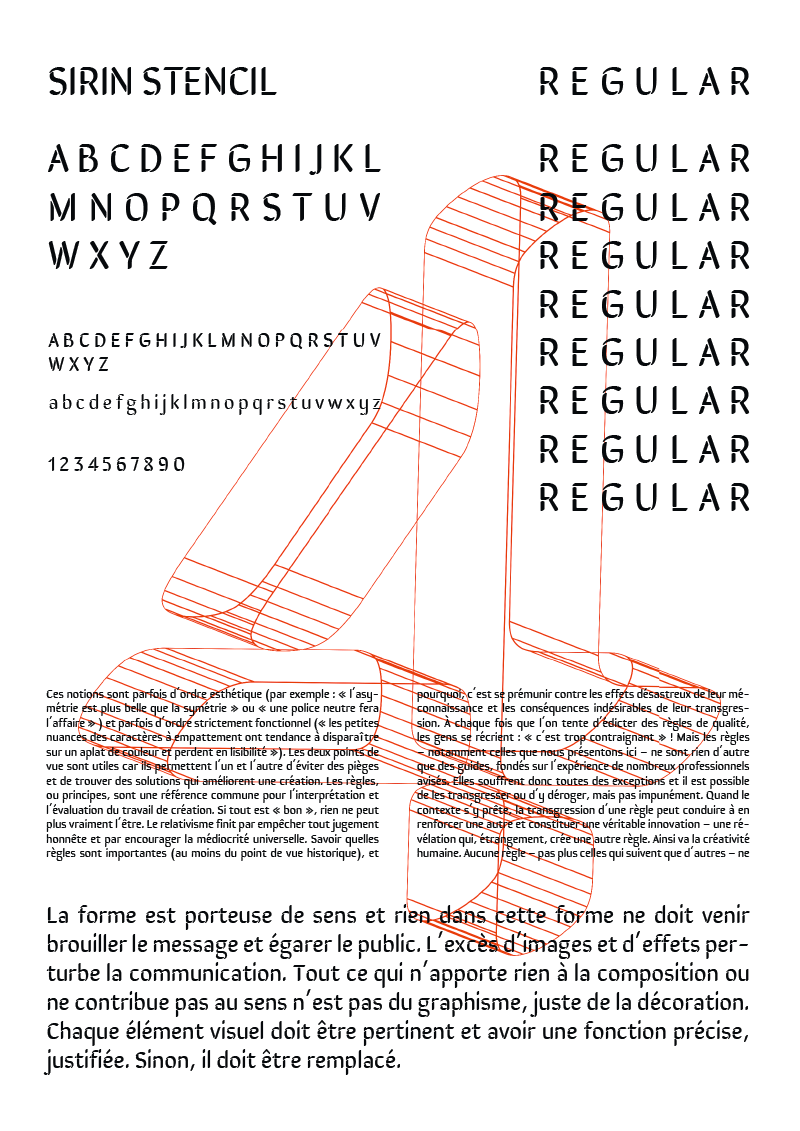 SIRIN STENCIL
REGULAR
ABCDEFGHIJKL
MNOPQRSTUV
WXYZ
REGULAR
REGULAR
REGULAR
REGULAR
REGULAR
REGULAR
REGULAR
REGULAR
ABCDEFGHIJKLMNOPQRSTUV
WXYZ
abcdefghijklmnopqrstuvwxyz
1234567890
Ces notions sont parfois d'ordre esthétique (par exemple : « l'asy-
métrie est plus belle que la symétrie » ou « une police neutre fera
l'affaire » ) et parfois d'ordre strictement fonctionnel (« les petites
nuances des caractères à empattement ont tendance à disparaître
sur un aplat de couleur et perdent en lisibilité »). Les deux points de
vue sont utiles car ils permettent l'un et l'autre d'éviter des pièges
et de trouver des solutions qui améliorent une création. Les règles,
ou principes, sont une référence commune pour l'interprétation et
l'évaluation du travail de création. Si tout est « bon », rien ne peut
plus vraiment l'être. Le relativisme finit par empêcher tout jugement
honnête et par encourager la médiocrité universelle. Savoir quelles
règles sont importantes (au moins du point de vue historique), et
pourquoi, c'est se prémunir contre les effets désastreux de leur mé-
connaissance et les conséquences indésirables de leur transgres-
sion. À chaque fois que l'on tente d'édicter des règles de qualité,
les gens se récrient : « c'est trop contraignant » ! Mais les règles
– notamment celles que nous présentons ici – ne sont rien d'autre
que des guides, fondés sur l'expérience de nombreux professionnels
avisés. Elles souffrent donc toutes des exceptions et il est possible
de les transgresser ou d'y déroger, mais pas impunément. Quand le
contexte s'y prête, la transgression d'une règle peut conduire à en
renforcer une autre et constituer une véritable innovation – une ré-
vélation qui, étrangement, crée une autre règle. Ainsi va la créativité
humaine. Aucune règle – pas plus celles qui suivent que d'autres – ne
La forme est porteuse de sens et rien dans cette forme ne doit venir
brouiller le message et égarer le public. L'excès d'images et d'effets per-
turbe la communication. Tout ce qui n'apporte rien à la composition ou
ne contribue pas au sens n'est pas du graphisme, juste de la décoration.
Chaque élément visuel doit être pertinent et avoir une fonction précise,
justifiée. Sinon, il doit être remplacé.